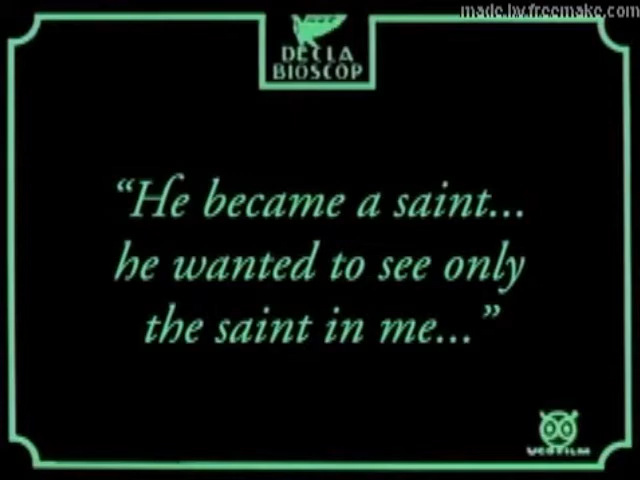 made.by.freemake.com
DECLA
BIOSCOP
“He became a saint...
he wanted to see only
the saint in me...”